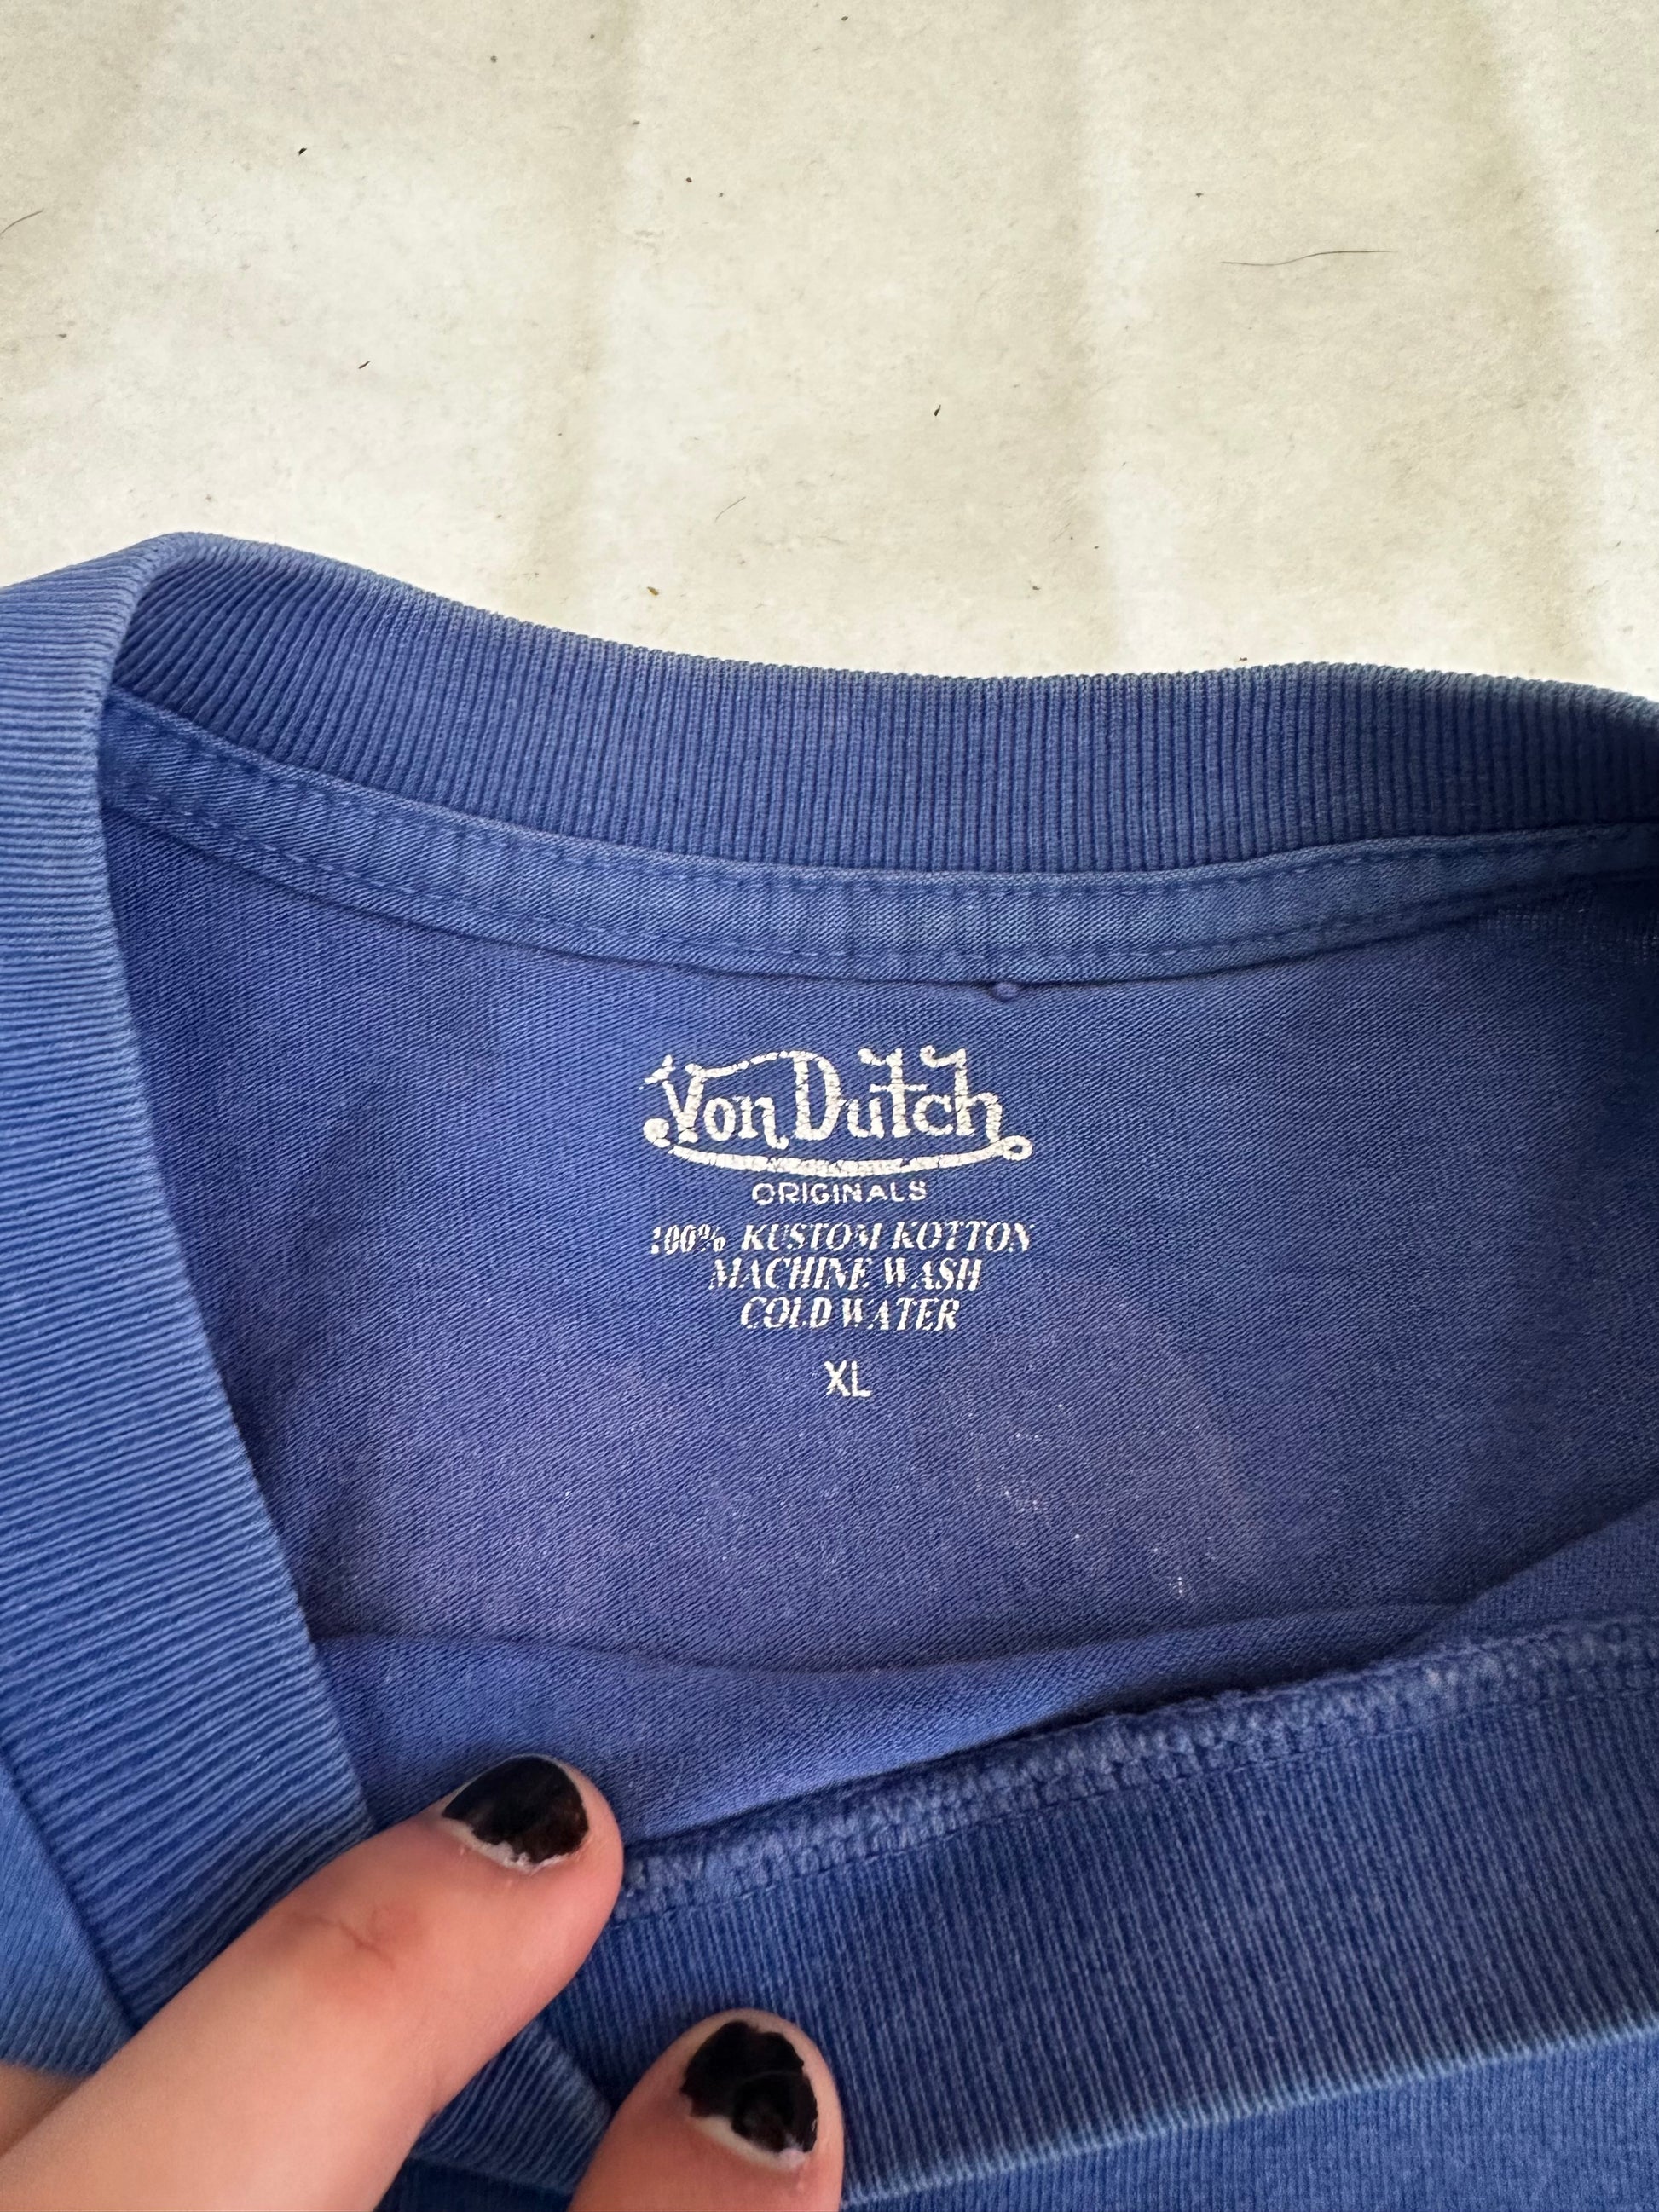 Von Dutch
ORIGINALS
100% KUSTOM KOTTON
MACHINE WASH
COLD WATER
XL